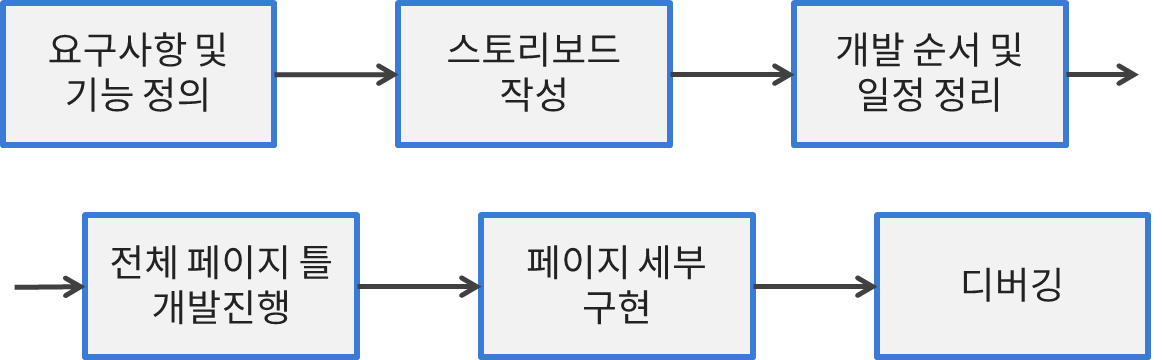 요구사항 및
기능 정의
스토리보드
작성
개발 순서 및
일정 정리
전체 페이지 틀
개발진행
페이지 세부
구현
디버깅